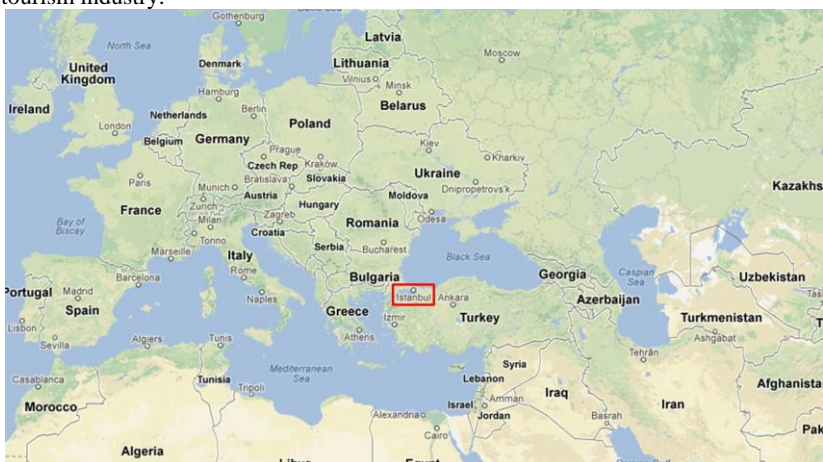 tourism industry.
Gothenburg
Latvia
North Sea
Moscow
United Kingdom
Denmark
Lithuania
Vilnius
Minsk
Hamburg
Belarus
Ireland
Netherlands
Berlin
London
Poland
Belgium
Germany
Kiev
Prague
Kharkiv
Czech Rep
Kraków
Ukraine
Paris
Munich
Bratislava
Slovakia
Dnipropetrovs'k
Kazakhs
Austria
Moldova
Zurich
Hungary
France
Milan
Zagreb
Romania
Odesa
Bay of
Biscay
Torino
Croatia
Marseille
Italy
Serbia
Bucharest
Black Sea
Rome
Barcelona
Bulgaria
Georgia
Caspian
Sea
Uzbekistan
Portugal
Madrid
Istanbul
Ankara
Spain
Naples
Azerbaijan
Greece
Izmir
Turkey
Turkmenistan
Lisbon
Athens
Ashgabat
Sevilla
Algiers
Tunis
Tehrān
Mediterranean
Sea
Syria
Casablanca
Tunisia
Tripoli
Lebanon
Afghanista
Iraq
Morocco
Israel
Amman
Iran
Alexandria
Jordan
Basrah
Cairo
Pak
Algeria